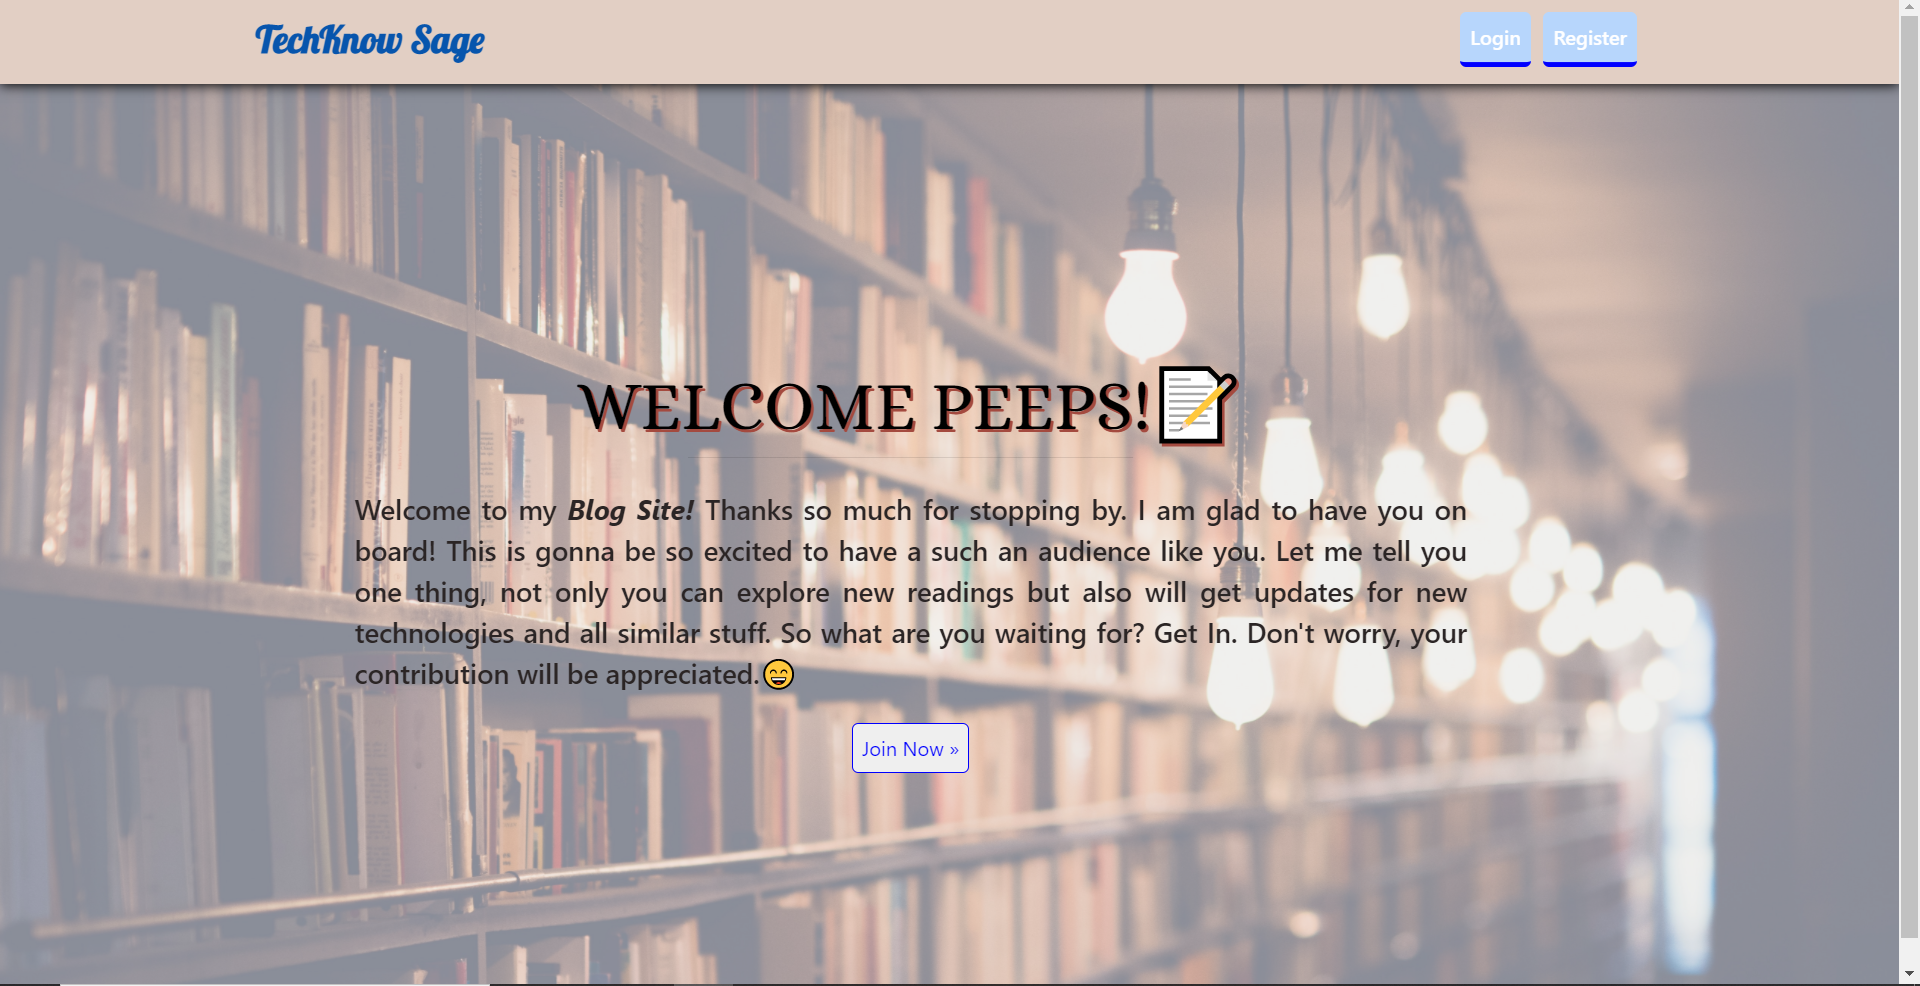 TechKnow Sage
Login Register
WELCOME PEEPS!📝
Welcome to my Blog Site! Thanks so much for stopping by. I am glad to have you on
board! This is gonna be so excited to have a such an audience like you. Let me tell you
one thing, not only you can explore new readings but also will get updates for new
technologies and all similar stuff. So what are you waiting for? Get In. Don't worry, your
contribution will be appreciated.😄
Join Now »